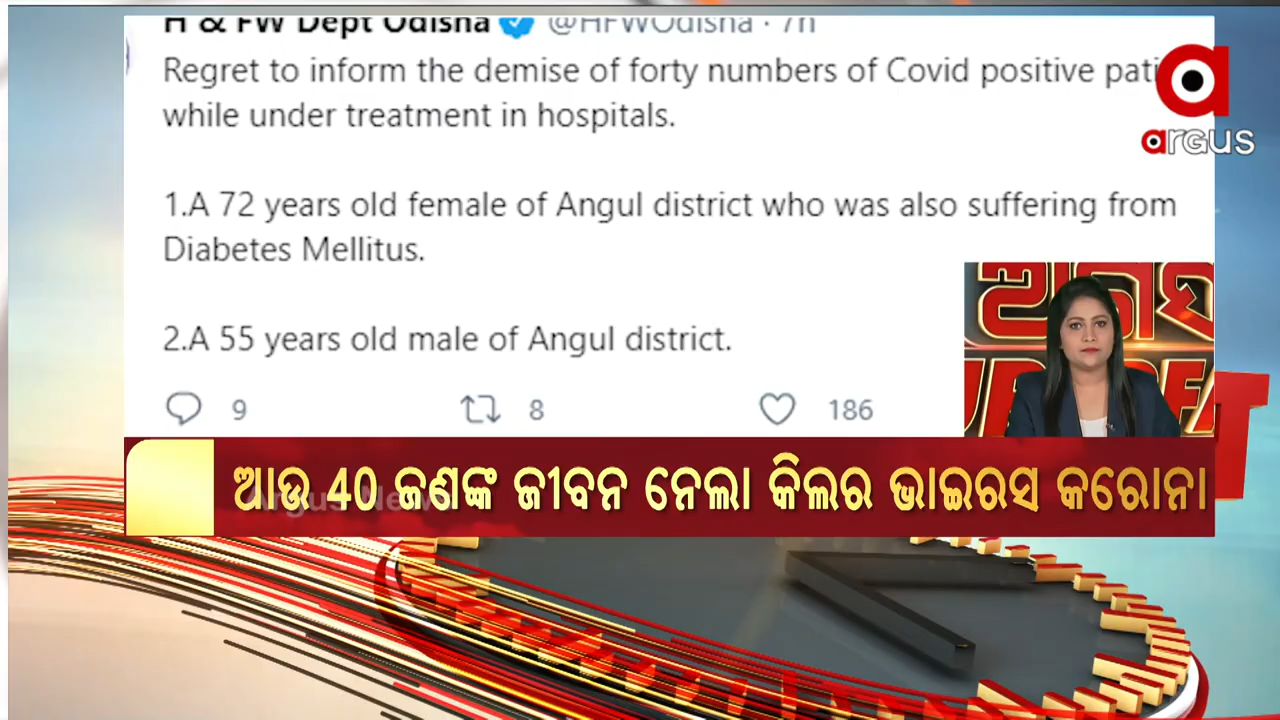 H & FW Dept Odisha @HFWOdisha · 7h
Regret to inform the demise of forty numbers of Covid positive pati
while under treatment in hospitals.
argus
1.A 72 years old female of Angul district who was also suffering from
Diabetes Mellitus.
2.A 55 years old male of Angul district.
9 8 186
ଆଉ 40 ଜଣଙ୍କ ଜୀବନ ନେଲା କିଲର ଭାଇରସ କରୋନା
Argus News